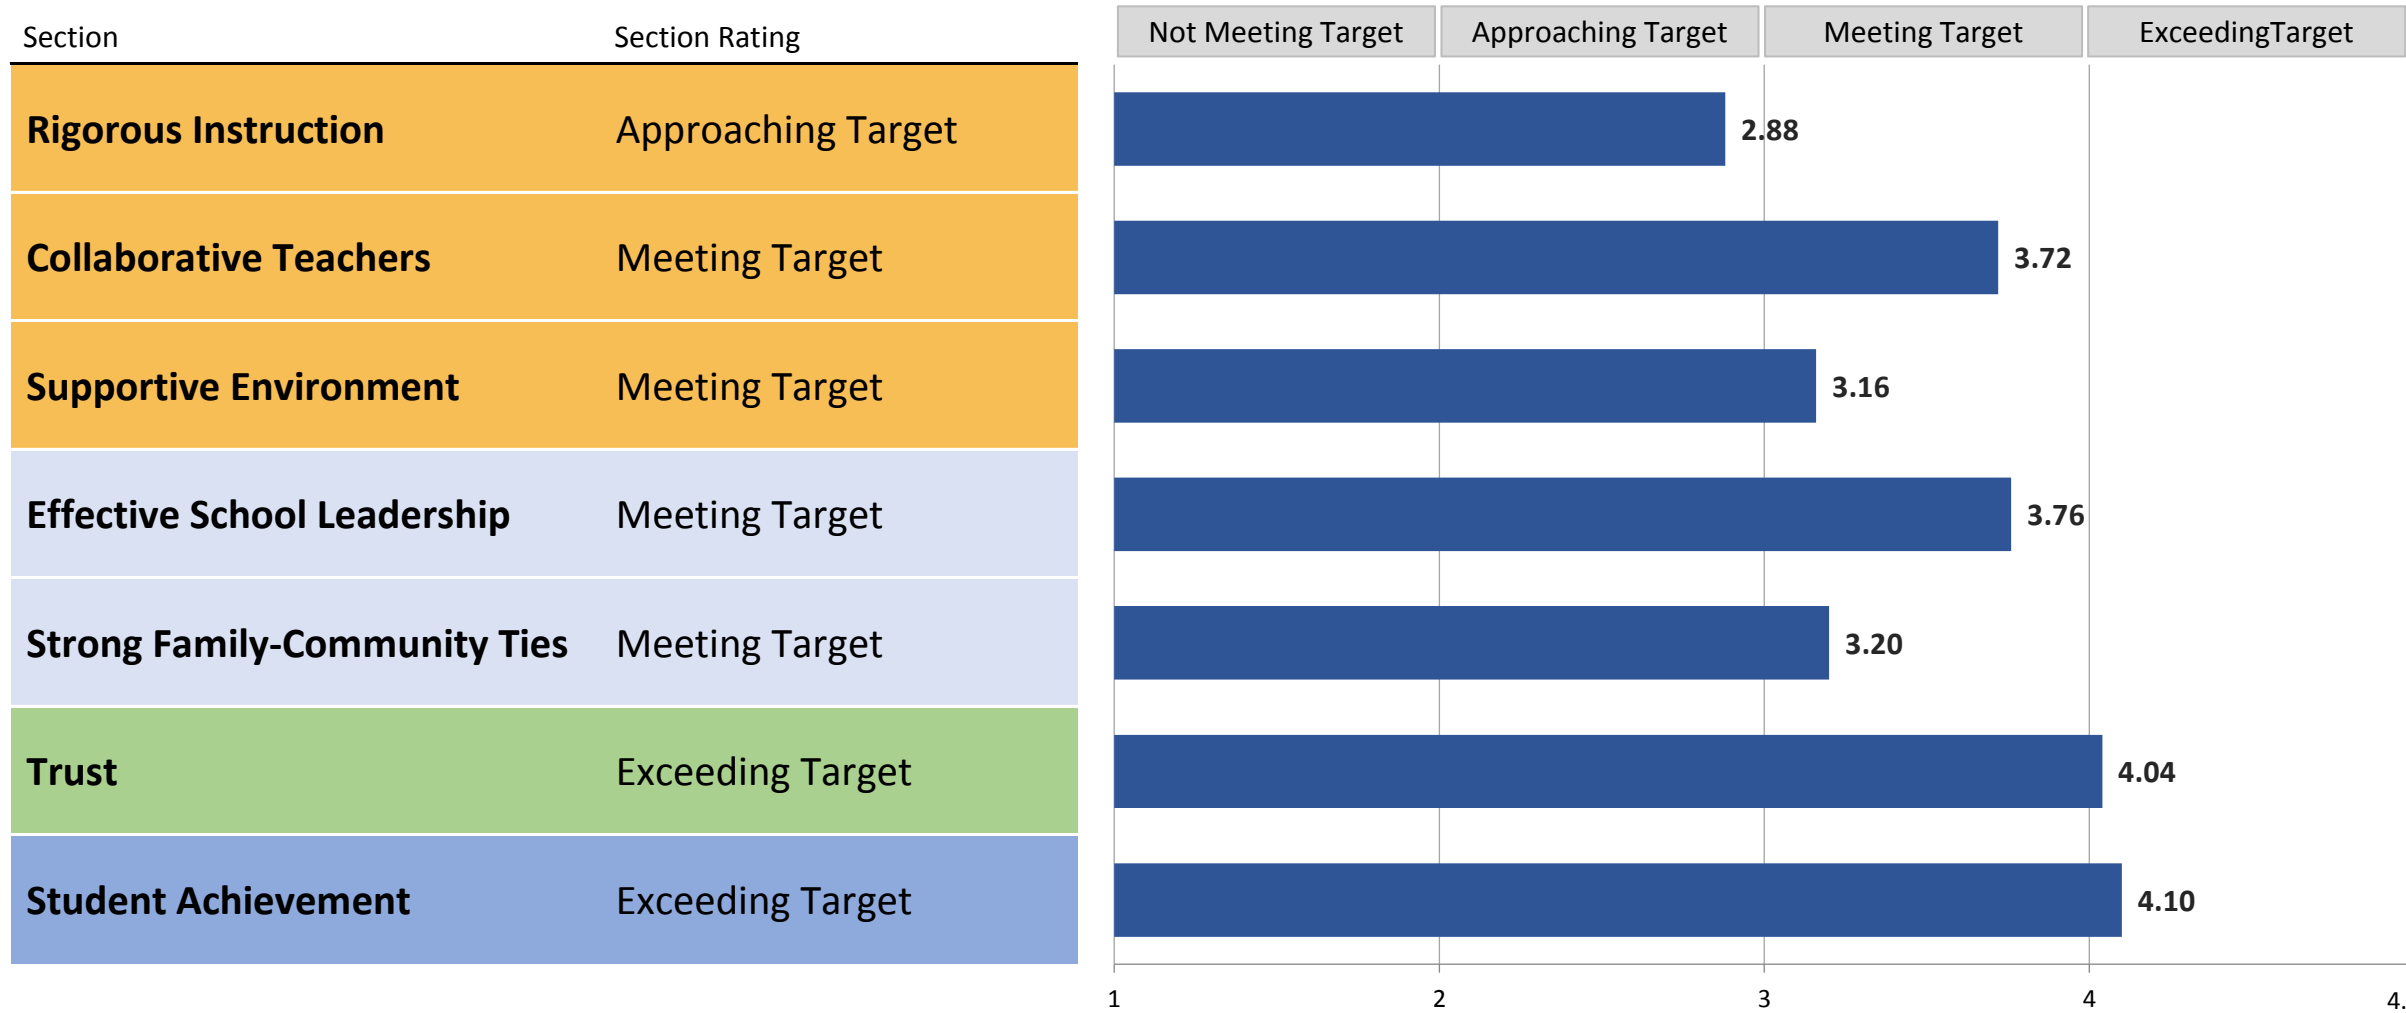 Section Section Rating Not Meeting Target Approaching Target Meeting Target ExceedingTarget
Rigorous Instruction Approaching Target 2.88
Collaborative Teachers Meeting Target 3.72
Supportive Environment Meeting Target 3.16
Effective School Leadership Meeting Target 3.76
Strong Family-Community Ties Meeting Target 3.20
Trust Exceeding Target 4.04
Student Achievement Exceeding Target 4.10
1 2 3 4 4.